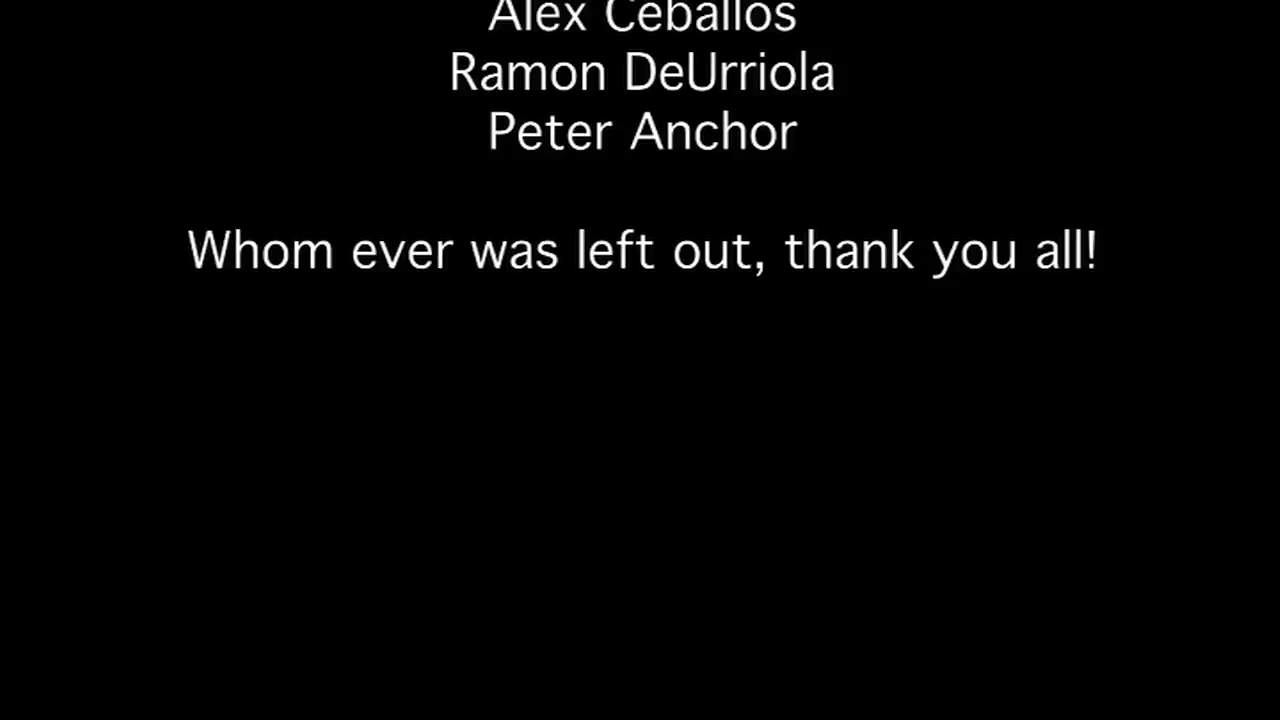 Alex Ceballos
Ramon DeUrriola
Peter Anchor
Whom ever was left out, thank you all!